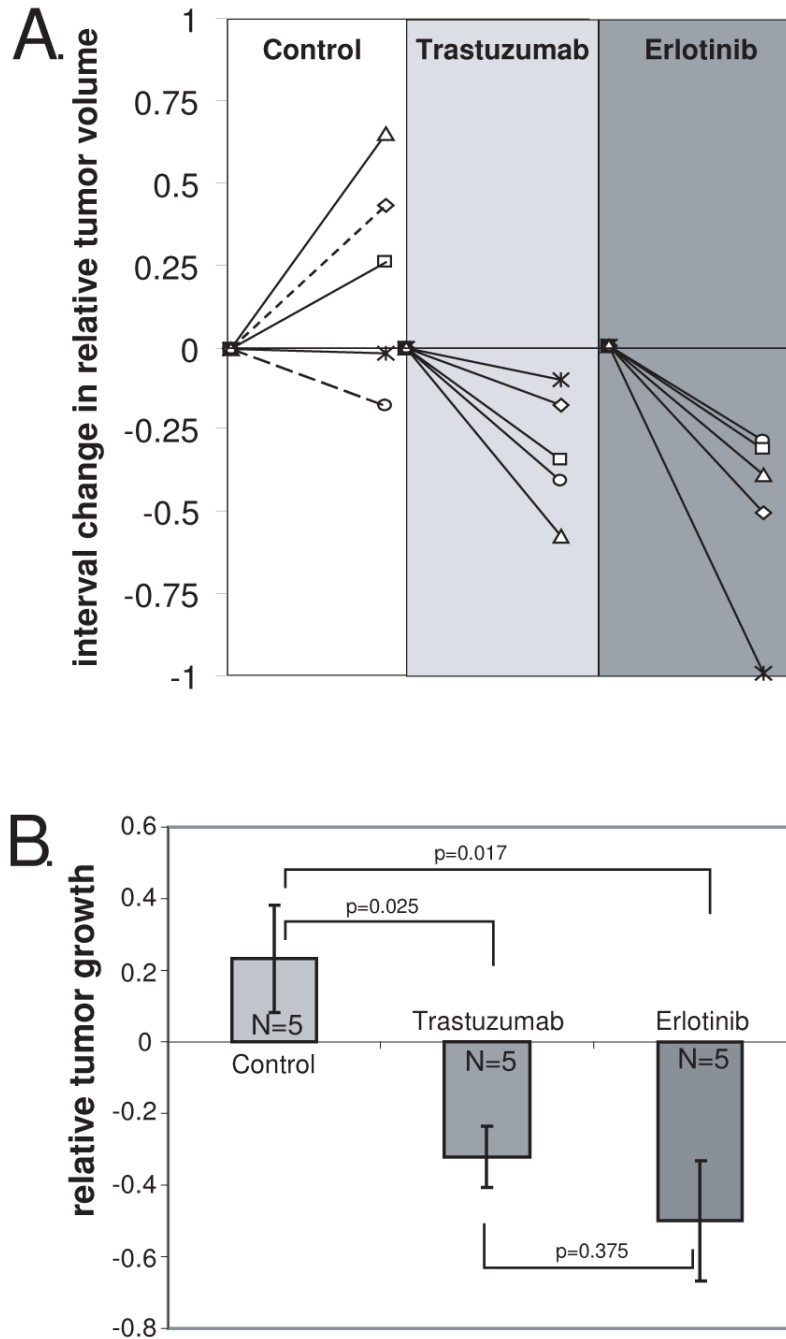 A.
interval change in relative tumor volume
1
0.75
0.5
0.25
0
-0.25
-0.5
-0.75
-1
Control
Trastuzumab
Erlotinib
B.
relative tumor growth
0.6
0.4
0.2
0
-0.2
-0.4
-0.6
-0.8
p=0.017
p=0.025
N=5
Control
Trastuzumab
N=5
Erlotinib
N=5
p=0.375